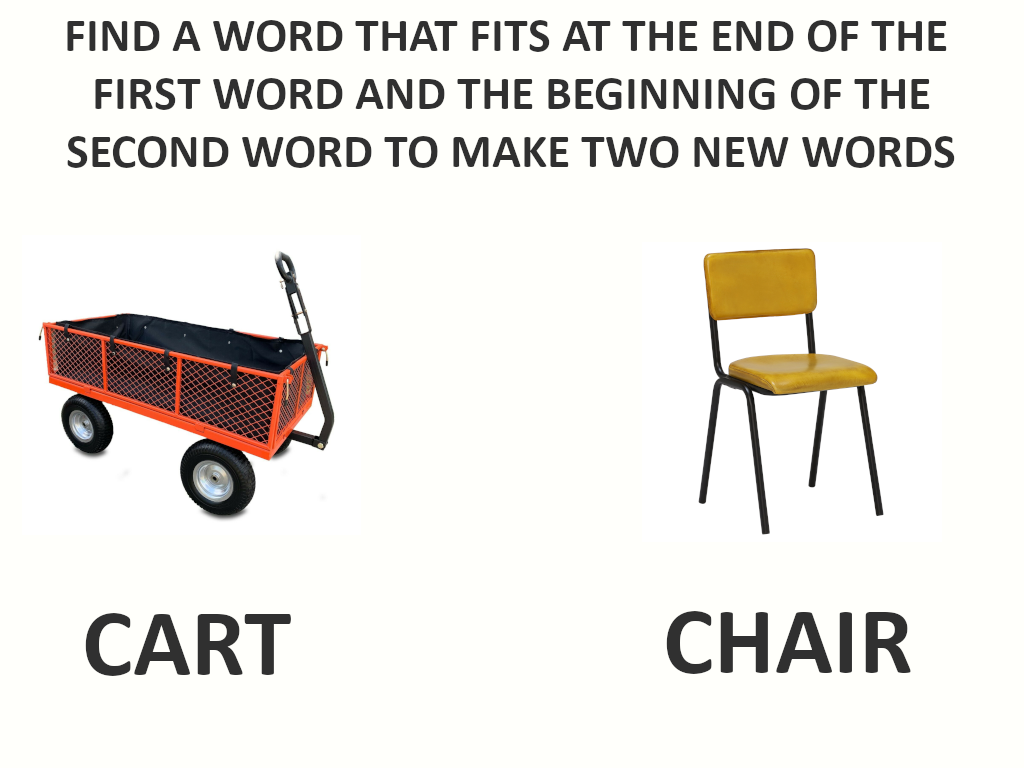 FIND A WORD THAT FITS AT THE END OF THE
FIRST WORD AND THE BEGINNING OF THE
SECOND WORD TO MAKE TWO NEW WORDS
CART
CHAIR